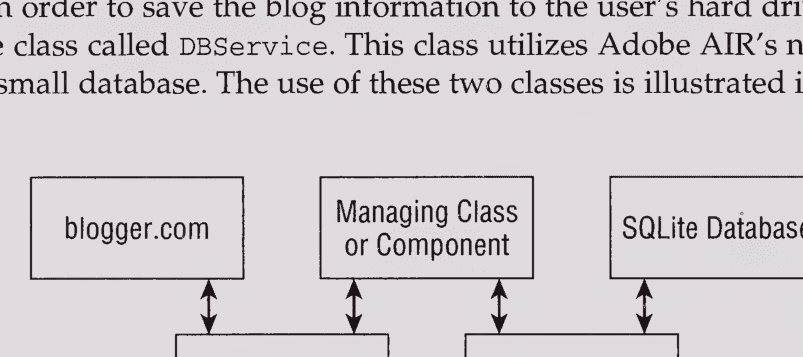 n order to save the blog information to the user's hard dri
e class called DBService. This class utilizes Adobe AIR's n
small database. The use of these two classes is illustrated i
blogger.com
Managing Class
or Component
SQLite Database